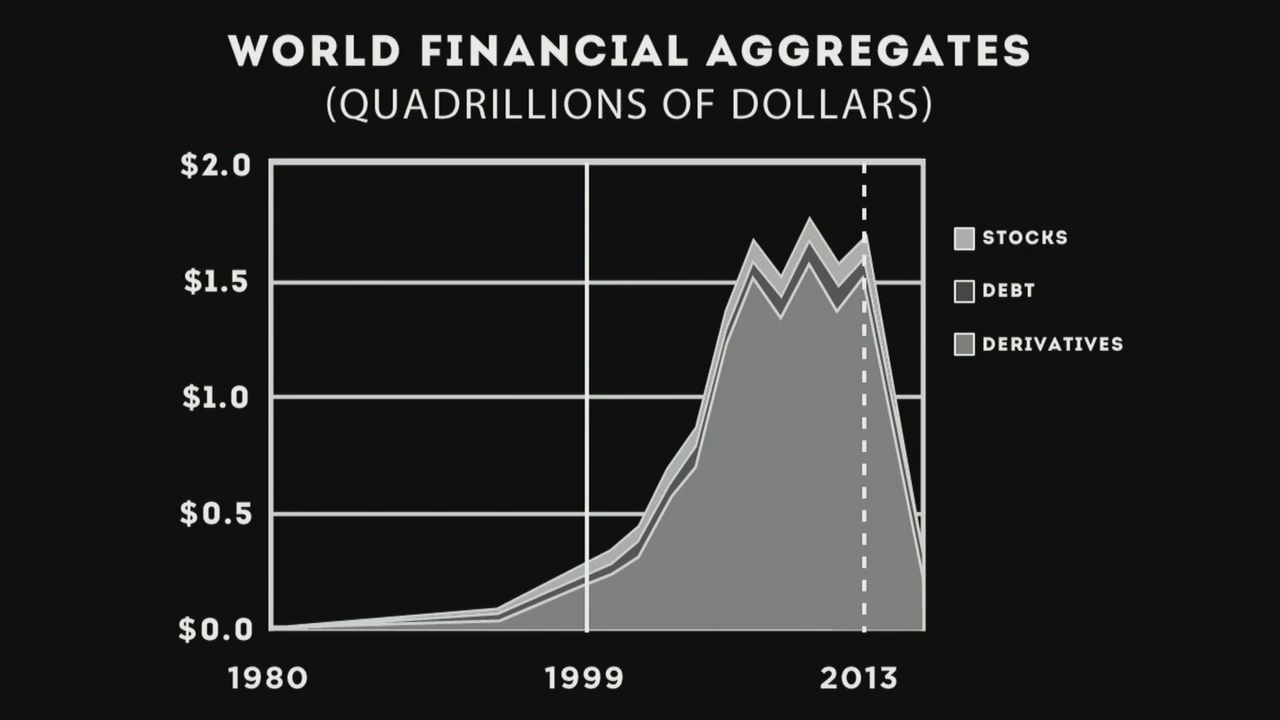 WORLD FINANCIAL AGGREGATES
(QUADRILLIONS OF DOLLARS)
$2.0
$1.5
$1.0
$0.5
$0.0
1980 1999 2013
STOCKS
DEBT
DERIVATIVES